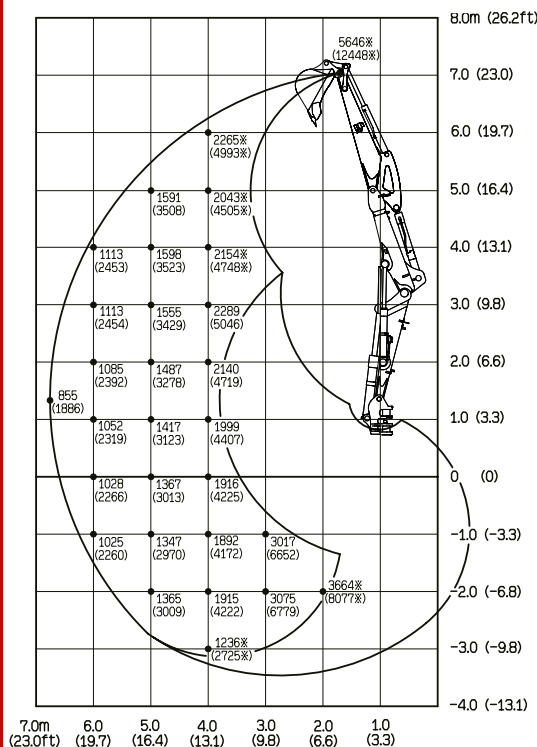 8.0m (26.2ft)
5646※
(12448※)
7.0 (23.0)
6.0 (19.7)
2265※
(4993※)
5.0 (16.4)
1591 2043※
(3508) (4505※)
4.0 (13.1)
1113 1598 2154※
(2453) (3523) (4748※)
3.0 (9.8)
1113 1555 2289
(2454) (3429) (5046)
2.0 (6.6)
1085 1487 2140
(2392) (3278) (4719)
855
(1886)
1.0 (3.3)
1052 1417 1999
(2319) (3123) (4407)
0 (0)
1028 1367 1916
(2266) (3013) (4225)
-1.0 (-3.3)
1025 1347 1892 3017
(2260) (2970) (4172) (6652)
-2.0 (-6.8)
1365 1915 3075 3664※
(3009) (4222) (6779) (8077※)
-3.0 (-9.8)
1236※
(2725※)
-4.0 (-13.1)
7.0m 6.0 5.0 4.0 3.0 2.0 1.0
(23.0ft) (19.7) (16.4) (13.1) (9.8) (6.6) (3.3)